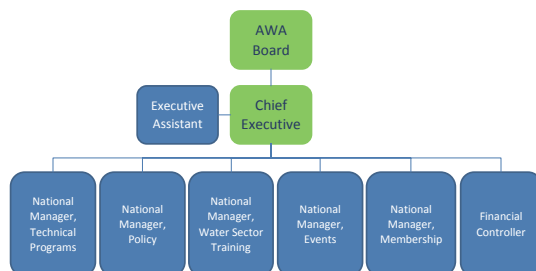 AWA
Board
Executive
Assistant
Chief
Executive
National
Manager,
Technical
Programs
National
Manager,
Policy
National
Manager,
Water Sector
Training
National
Manager,
Events
National
Manager,
Membership
Financial
Controller